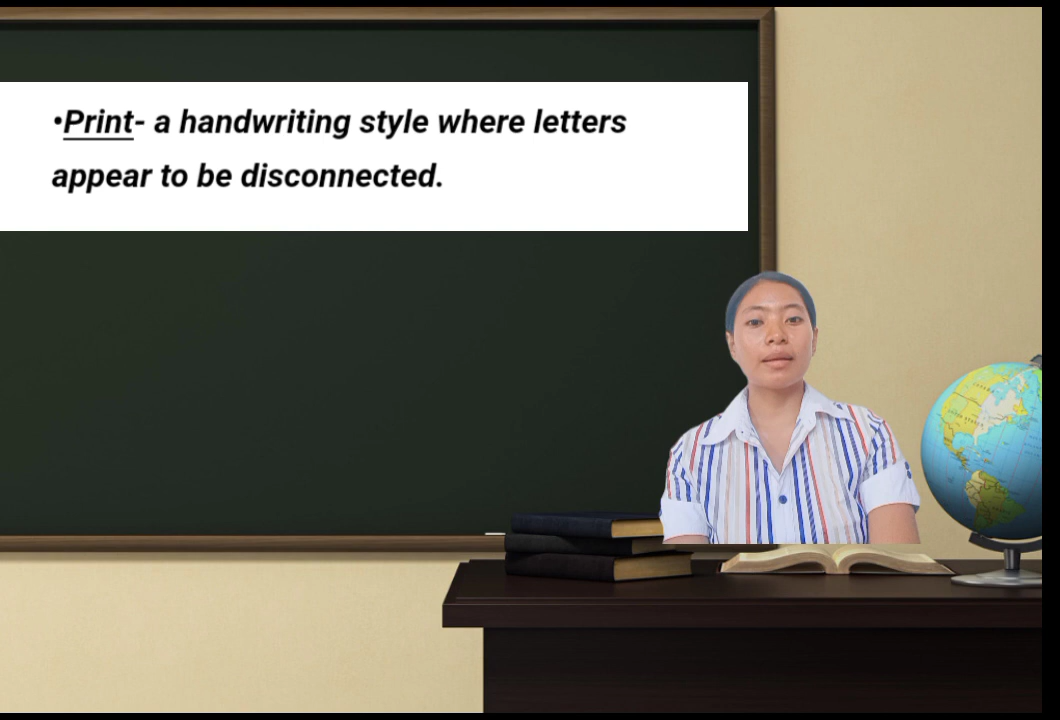 •Print- a handwriting style where letters
appear to be disconnected.